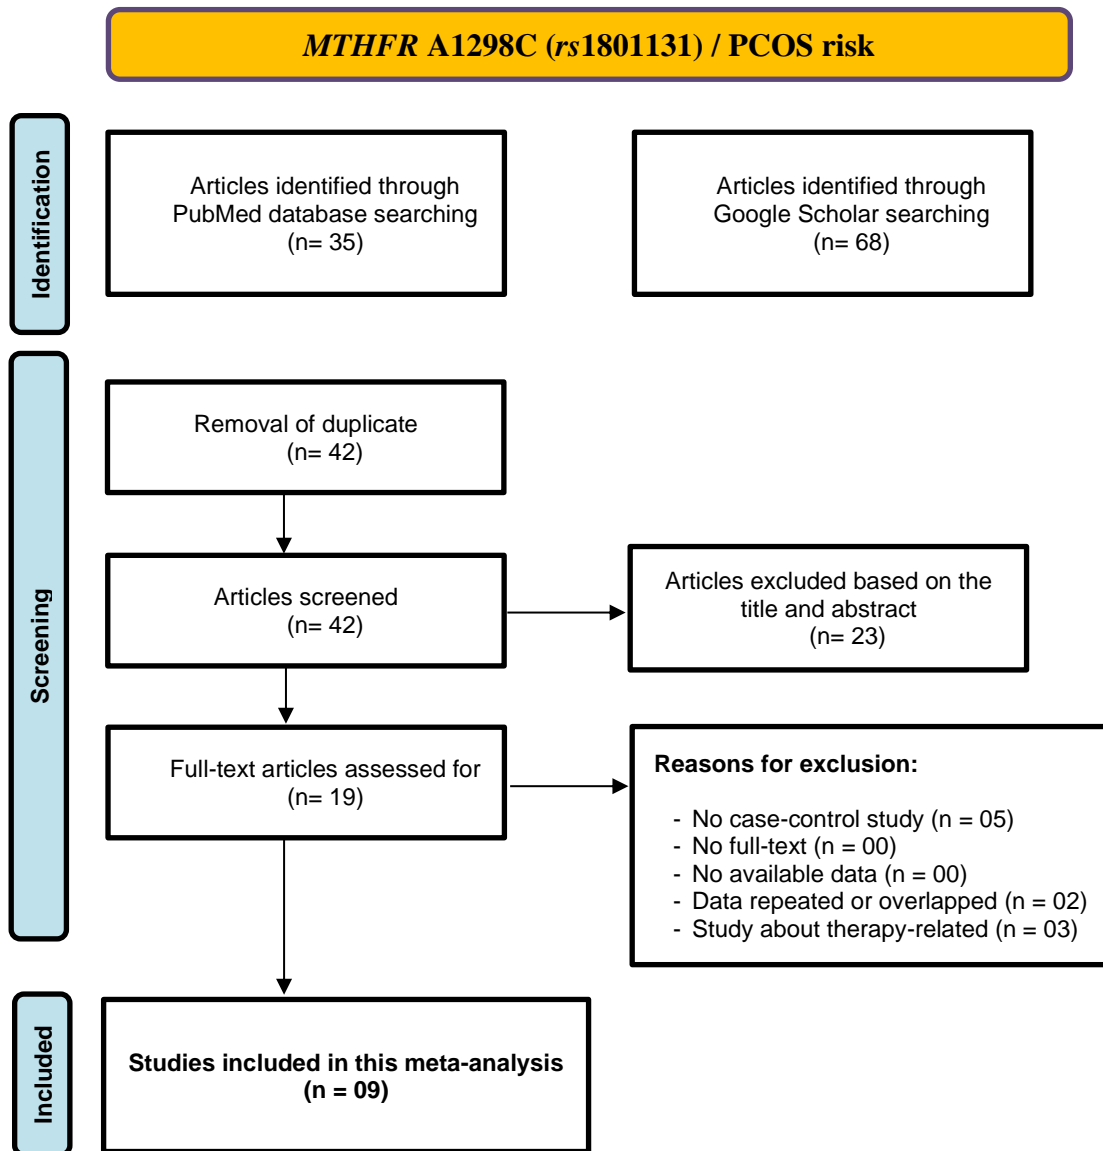 MTHFR A1298C (rs1801131) / PCOS risk
Identification
Articles identified through
PubMed database searching
(n= 35)
Articles identified through
Google Scholar searching
(n= 68)
Screening
Removal of duplicate
(n= 42)
Articles screened
(n= 42)
Articles excluded based on the
title and abstract
(n= 23)
Full-text articles assessed for
(n= 19)
Reasons for exclusion:
- No case-control study (n = 05)
- No full-text (n = 00)
- No available data (n = 00)
- Data repeated or overlapped (n = 02)
- Study about therapy-related (n = 03)
Included
Studies included in this meta-analysis
(n = 09)